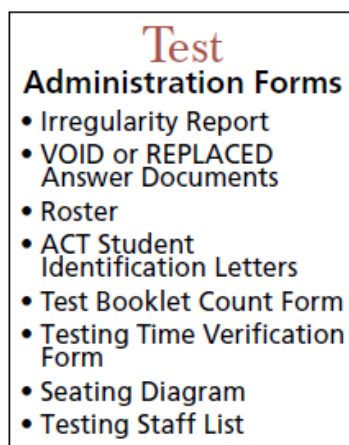 Test
Administration Forms
• Irregularity Report
• VOID or REPLACED
Answer Documents
• Roster
• ACT Student
Identification Letters
• Test Booklet Count Form
• Testing Time Verification
Form
• Seating Diagram
• Testing Staff List